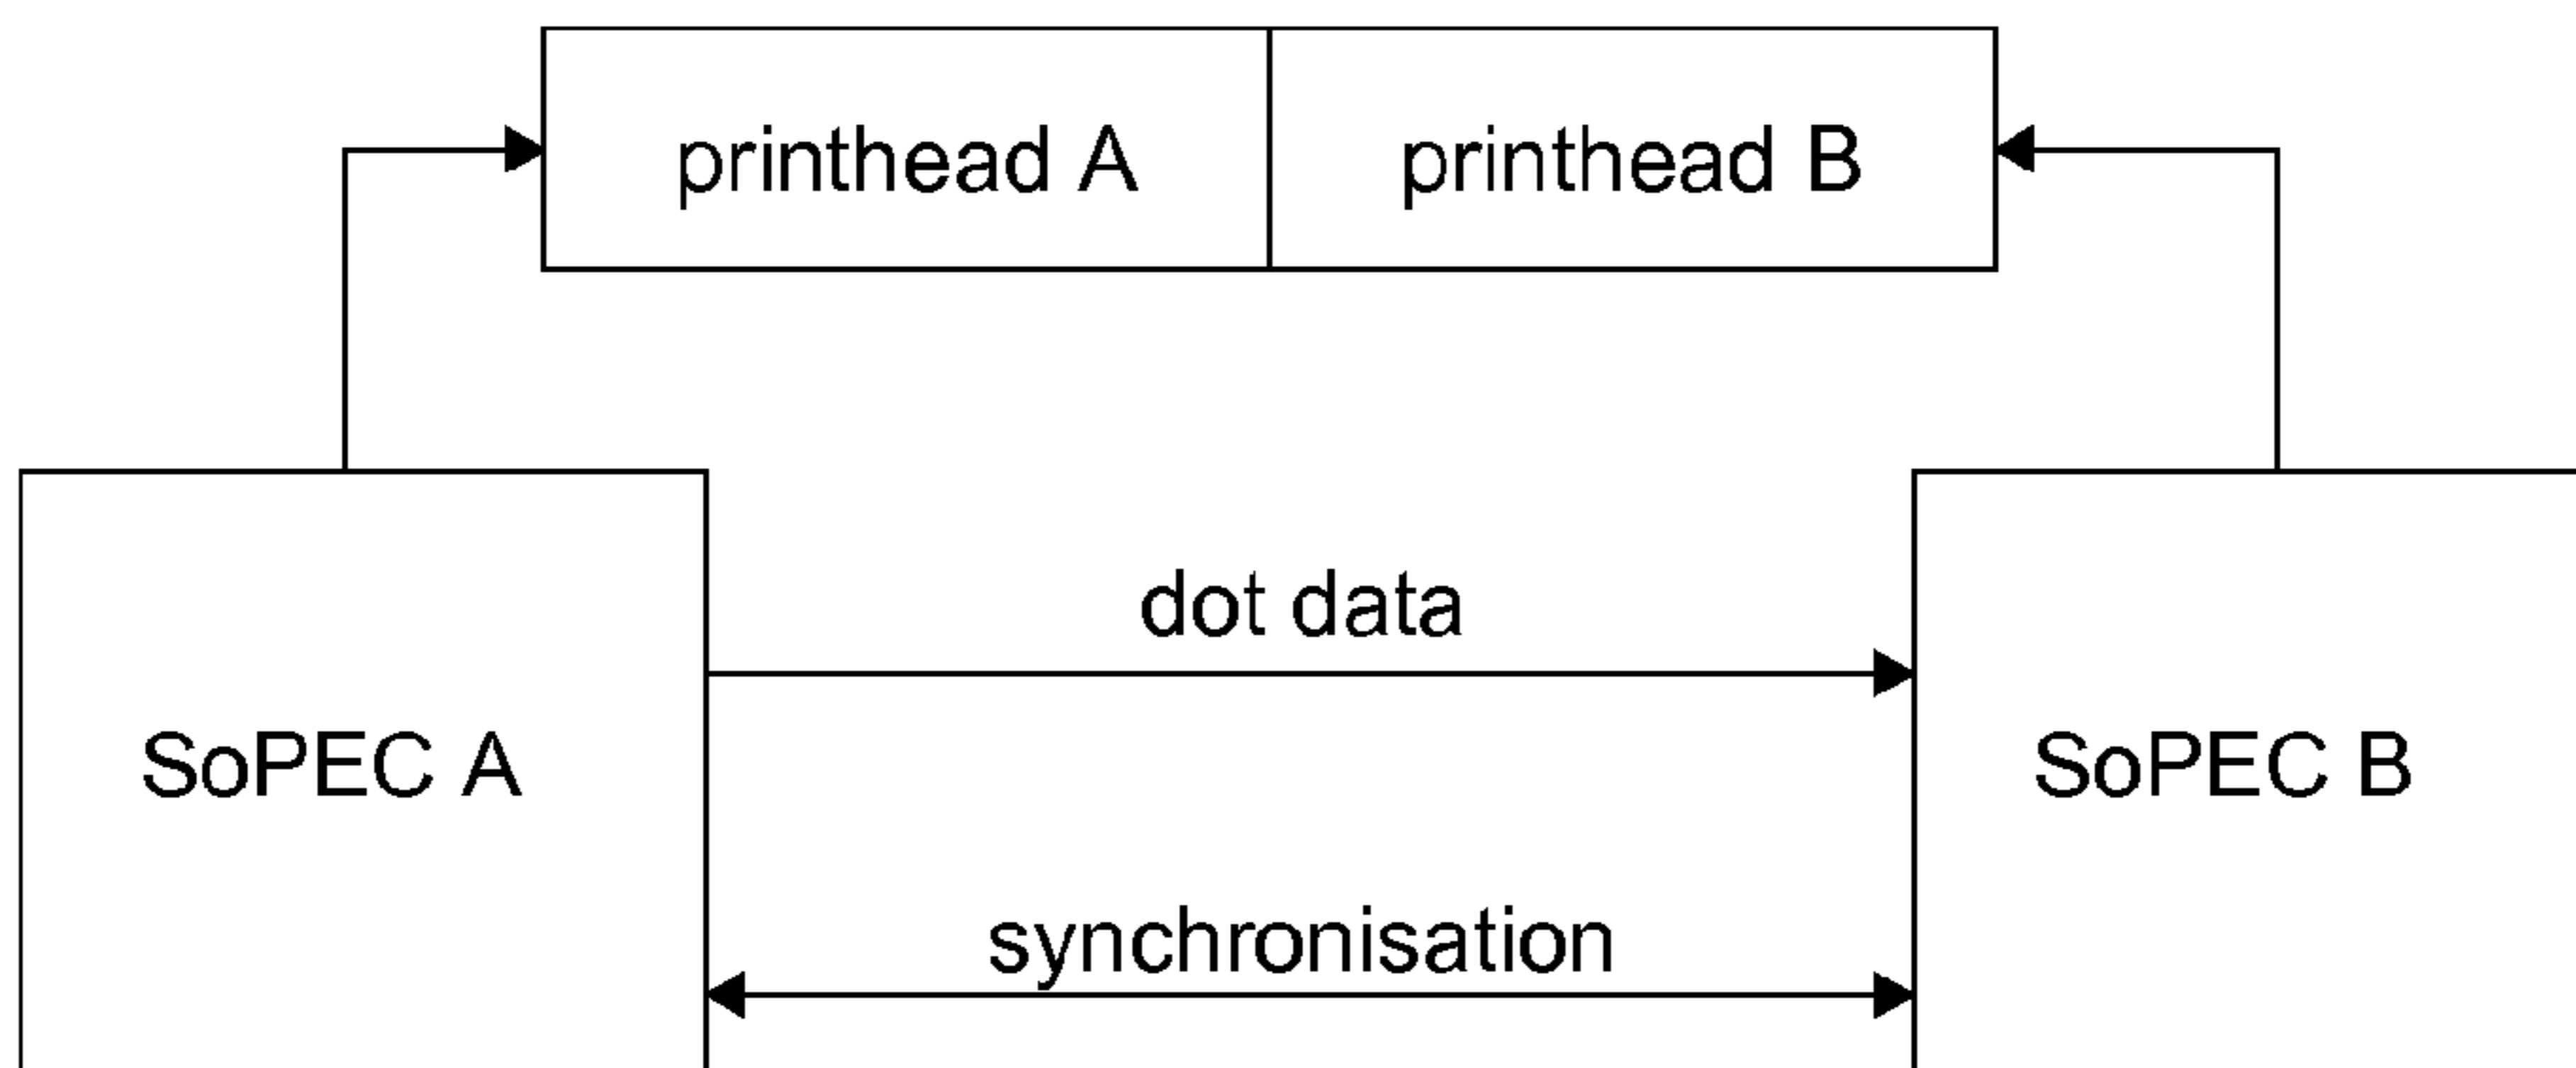 printhead A
printhead B
dot data
SoPEC A
SoPEC B
synchronisation